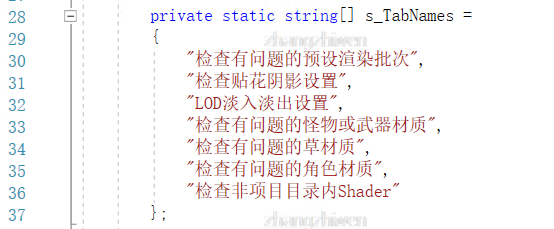 zhangzhiwen
28 private static string[] s_TabNames =
29 {
30 "检查有问题的预设渲染批次",
31 "检查贴花阴影设置",
32 "LOD淡入淡出设置",
33 "检查有问题的怪物或武器材质",
34 "检查有问题的草材质",
35 "检查有问题的角色材质",
36 "检查非项目目录内Shader"
37 };
zhangzhiwen